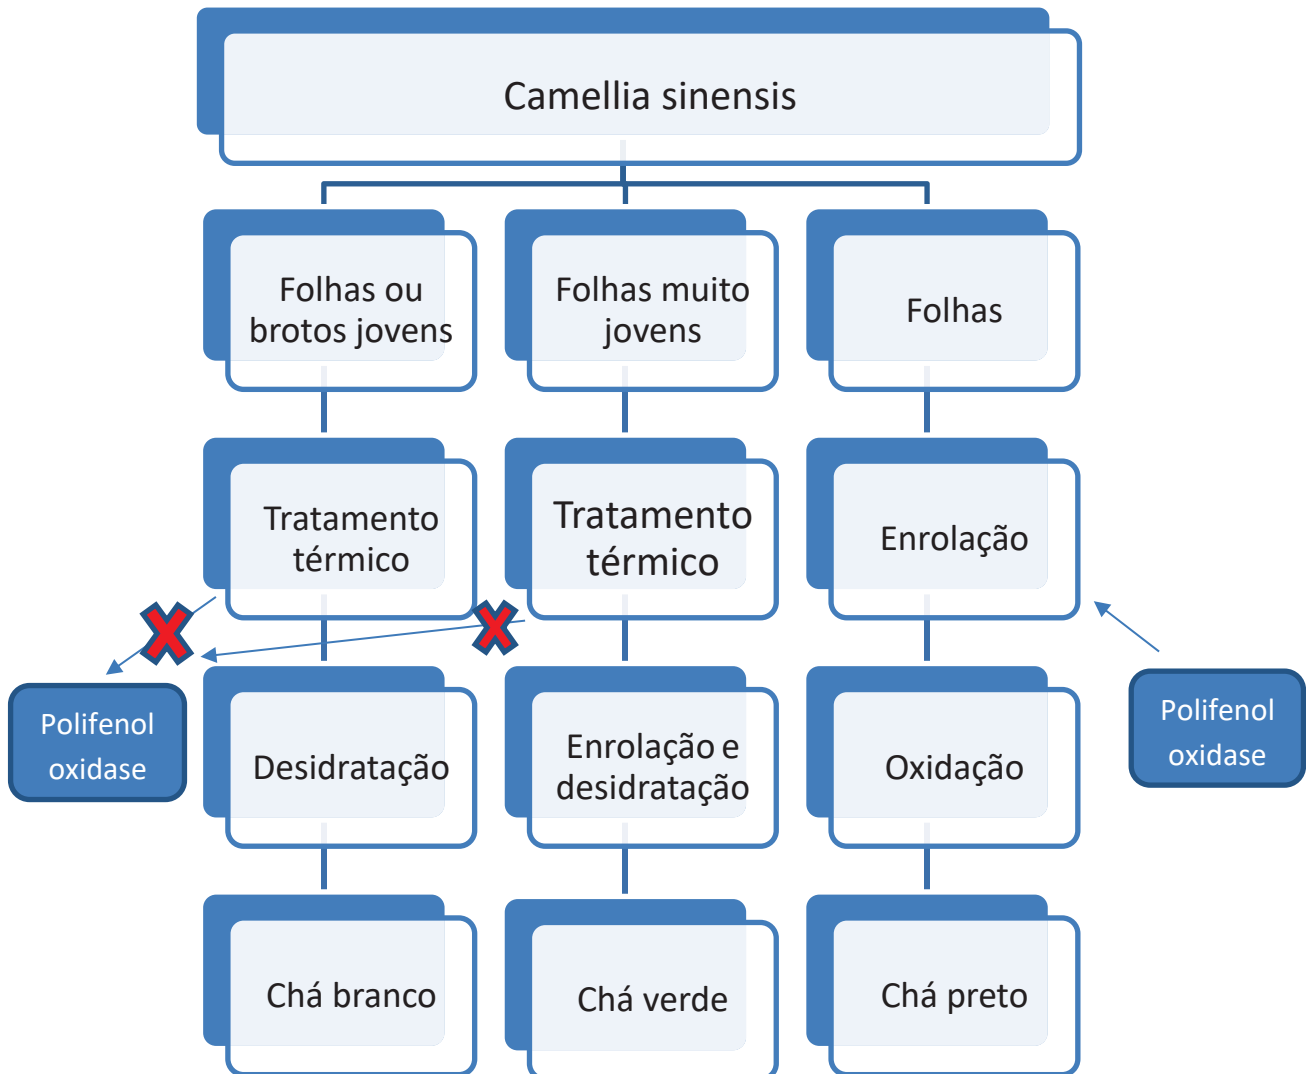 Camellia sinensis
Folhas ou
brotos jovens
Folhas muito
jovens
Folhas
Tratamento
térmico
Tratamento
térmico
Enrolação
Polifenol
oxidase
Desidratação
Enrolação e
desidratação
Oxidação
Polifenol
oxidase
Chá branco
Chá verde
Chá preto